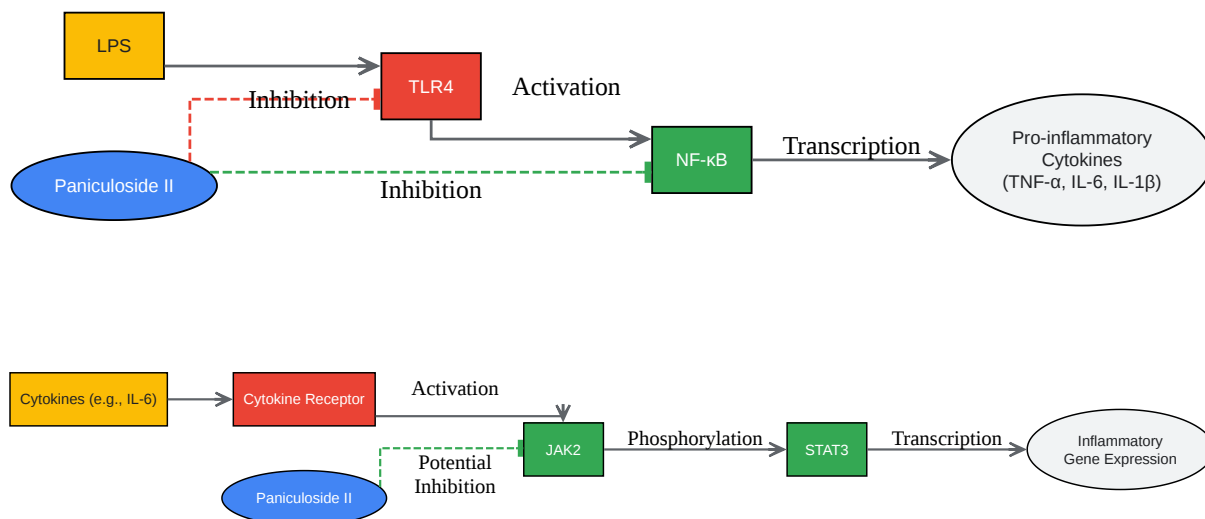 LPS
TLR4
Inhibition
Activation
Paniculoside II
Inhibition
NF-κB
Transcription
Pro-inflammatory
Cytokines
(TNF-α, IL-6, IL-1β)
Cytokines (e.g., IL-6)
Cytokine Receptor
Activation
Paniculoside II
Potential
Inhibition
JAK2
Phosphorylation
STAT3
Transcription
Inflammatory
Gene Expression